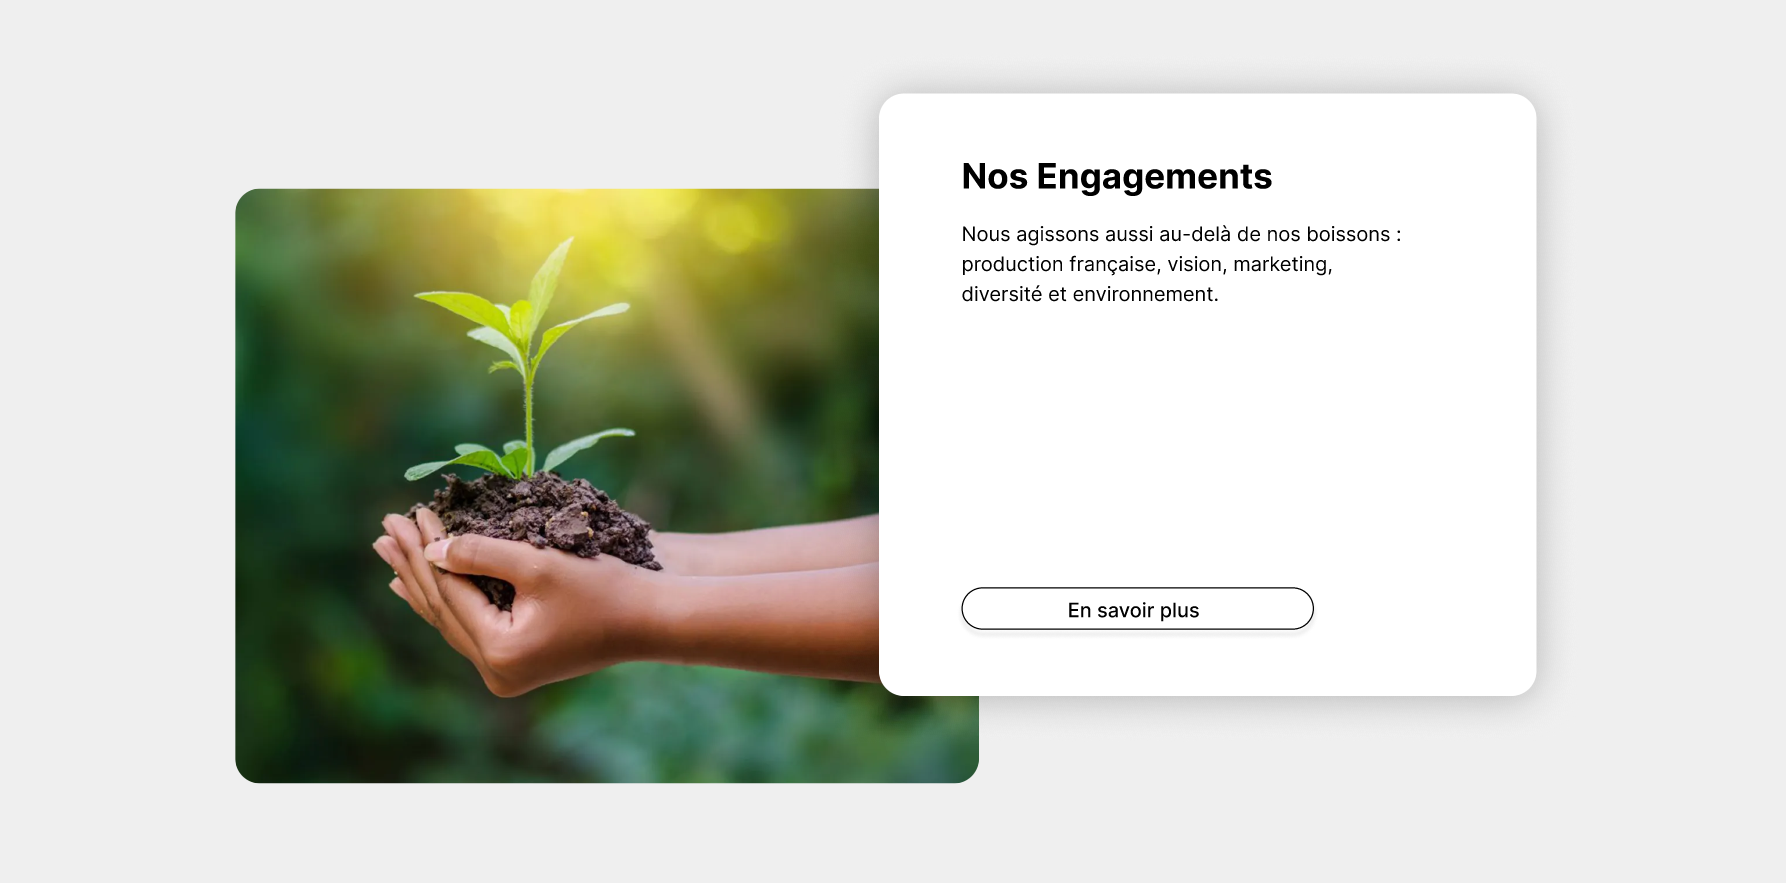 Nos Engagements
Nous agissons aussi au-delà de nos boissons :
production française, vision, marketing,
diversité et environnement.
En savoir plus